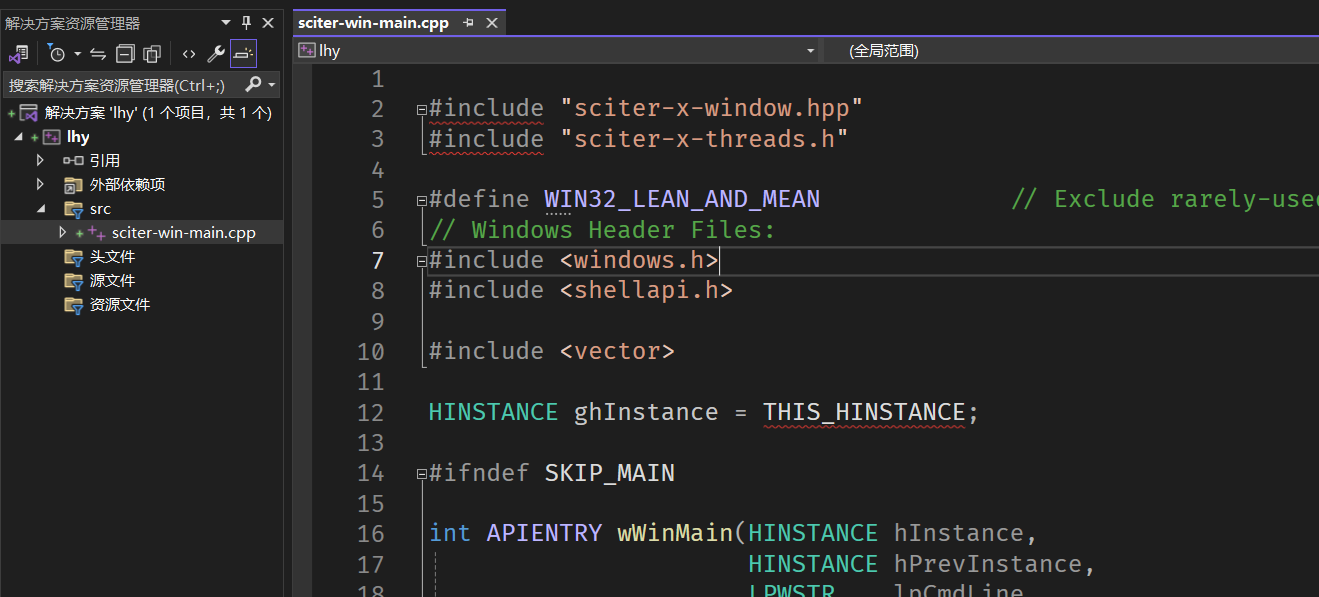 解决方案资源管理器
搜索解决方案资源管理器(Ctrl+;)
解决方案 'lhy' (1 个项目，共 1 个)
lhy
引用
外部依赖项
src
sciter-win-main.cpp
头文件
源文件
资源文件
sciter-win-main.cpp
lhy
(全局范围)
1
2 #include "sciter-x-window.hpp"
3 #include "sciter-x-threads.h"
4
5 #define WIN32_LEAN_AND_MEAN // Exclude rarely-used
6 // Windows Header Files:
7 #include <windows.h>
8 #include <shellapi.h>
9
10 #include <vector>
11
12 HINSTANCE ghInstance = THIS_HINSTANCE;
13
14 #ifndef SKIP_MAIN
15
16 int APIENTRY wWinMain(HINSTANCE hInstance,
17 HINSTANCE hPrevInstance,
18 LPWSTR lpCmdLine